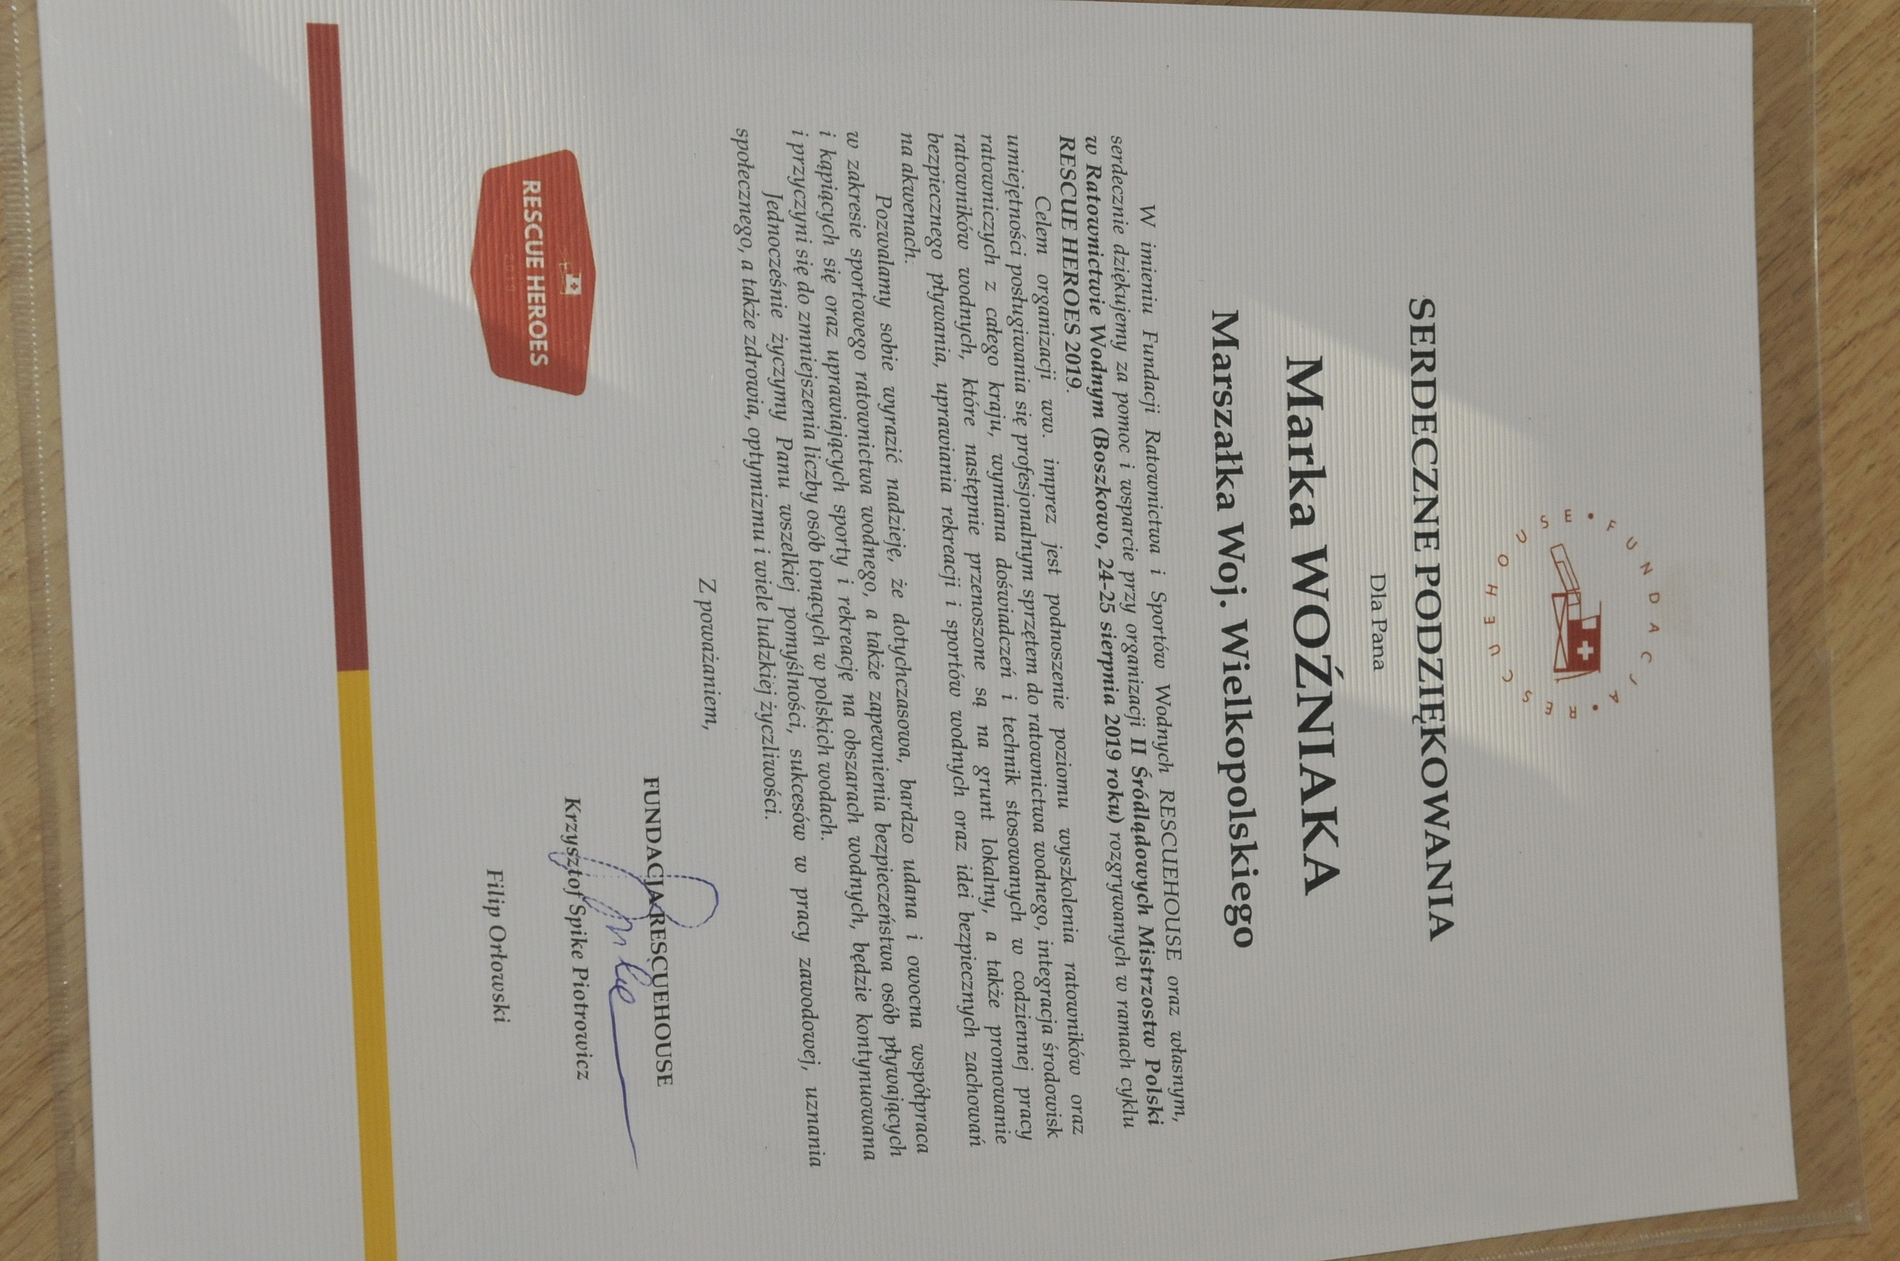 FUNDACJA • RESCUEHOUSE •
SERDECZNE PODZIĘKOWANIA
Dla Pana
Marka WOŹNIAKA
Marszałka Woj. Wielkopolskiego
W imieniu Fundacji Ratownictwa i Sportów Wodnych RESCUEHOUSE oraz własnym,
serdecznie dziękujemy za pomoc i wsparcie przy organizacji II Śródlądowych Mistrzostw Polski
w Ratownictwie Wodnym (Boszkowo, 24-25 sierpnia 2019 roku) rozgrywanych w ramach cyklu
RESCUE HEROES 2019.
Celem organizacji ww. imprez jest podnoszenie poziomu wyszkolenia ratowników oraz
umiejętności posługiwania się profesjonalnym sprzętem do ratownictwa wodnego, integracja środowisk
ratowniczych z całego kraju, wymiana doświadczeń i technik stosowanych w codziennej pracy
ratowników wodnych, które następnie przenoszone są na grunt lokalny, a także promowanie
bezpiecznego pływania, uprawiania rekreacji i sportów wodnych oraz idei bezpiecznych zachowań
na akwenach.
Pozwalamy sobie wyrazić nadzieję, że dotychczasowa, bardzo udana i owocna współpraca
w zakresie sportowego ratownictwa wodnego, a także zapewnienia bezpieczeństwa osób pływających
i kąpiących się oraz uprawiających sporty i rekreację na obszarach wodnych, będzie kontynuowana
i przyczyni się do zmniejszenia liczby osób tonących w polskich wodach.
Jednocześnie życzymy Panu wszelkiej pomyślności, sukcesów w pracy zawodowej, uznania
społecznego, a także zdrowia, optymizmu i wiele ludzkiej życzliwości.
Z poważaniem,
FUNDACJA RESCUEHOUSE
Krzysztof Spike Piotrowicz
Filip Orłowski
RESCUE HEROES
2019